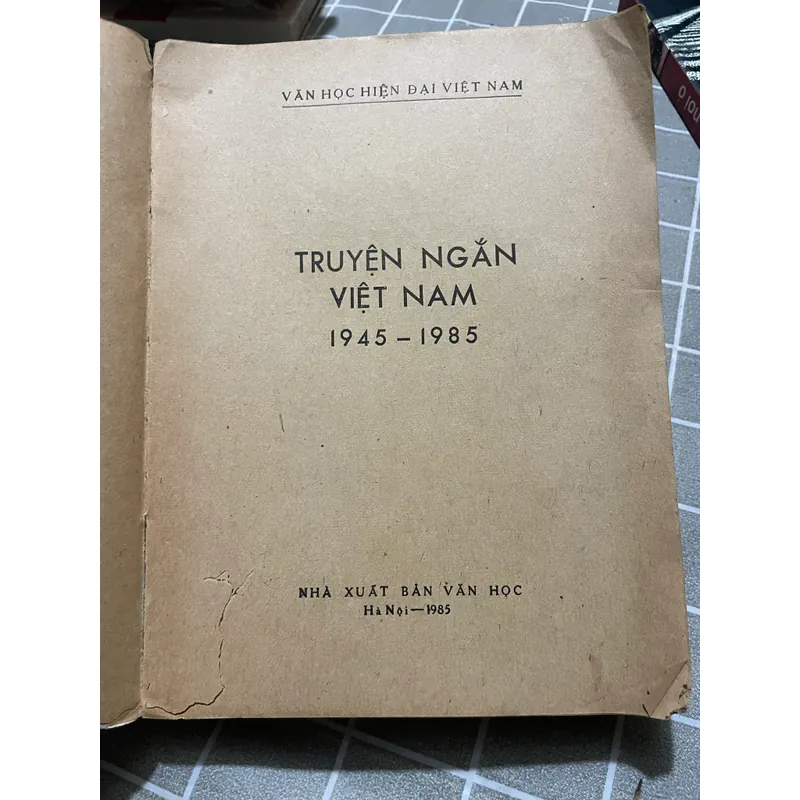 VĂN HỌC HIỆN ĐẠI VIỆT NAM
TRUYỆN NGẮN
VIỆT NAM
1945 – 1985
NHÀ XUẤT BẢN VĂN HỌC
Hà Nội — 1985